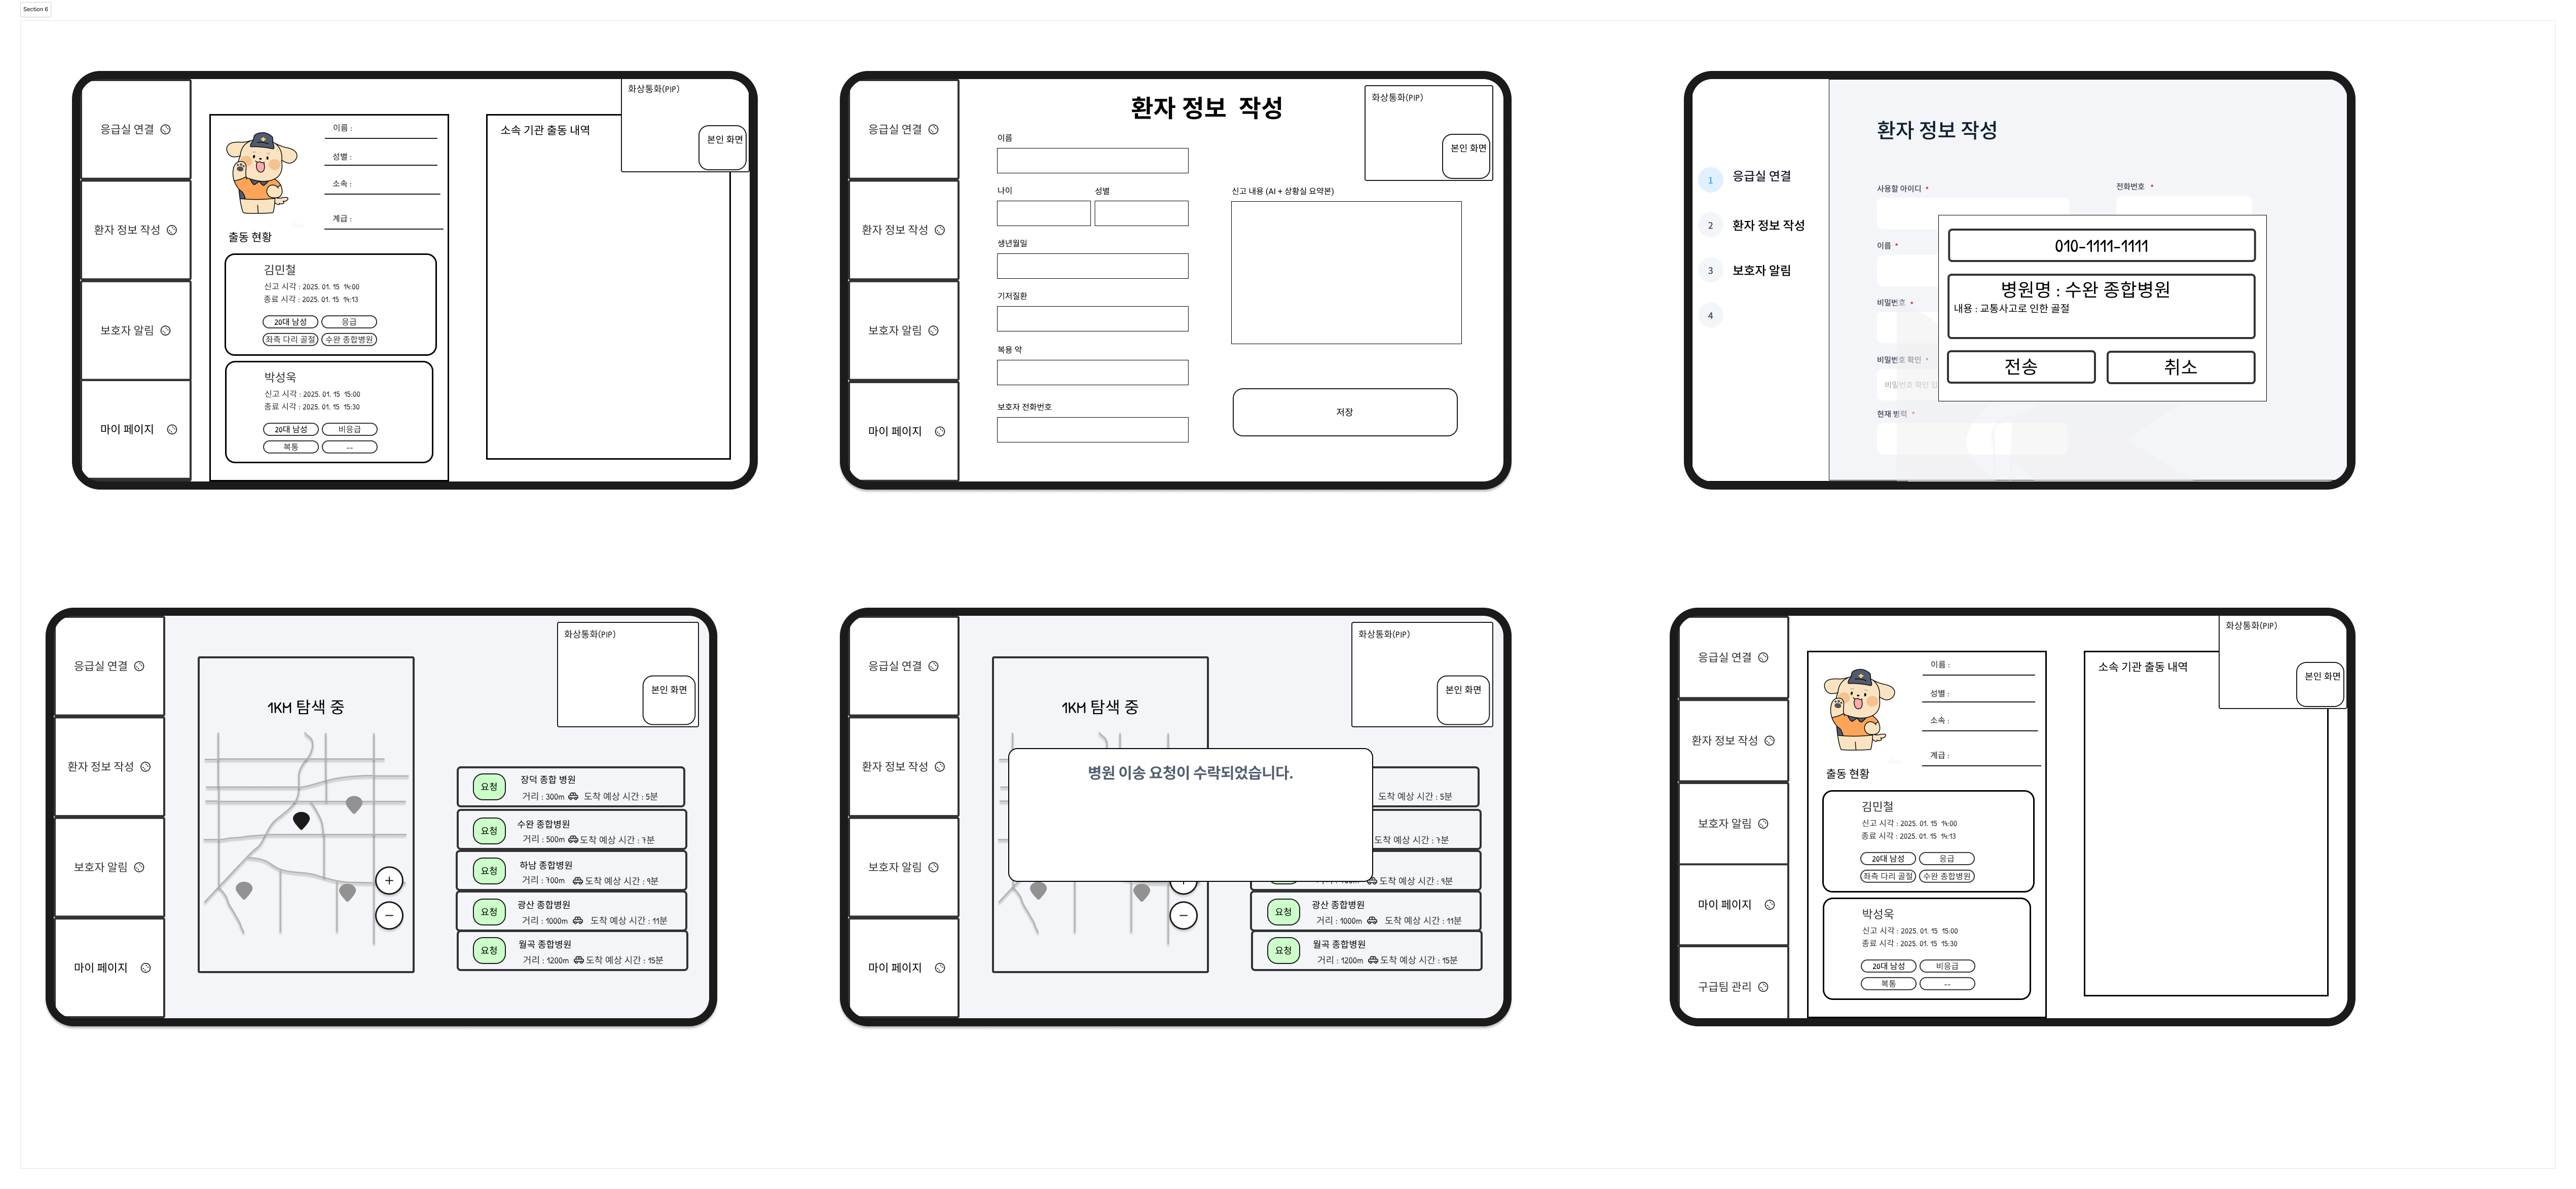 Section 6
응급실 연결
환자 정보 작성
보호자 알림
마이 페이지
이름 :
성별 :
소속 :
계급 :
출동 현황
김민철
신고 시각 : 2025. 01. 15 14:00
종료 시각 : 2025. 01. 15 14:13
20대 남성
응급
좌측 다리 골절
수완 종합병원
박성욱
신고 시각 : 2025. 01. 15 15:00
종료 시각 : 2025. 01. 15 15:30
20대 남성
비응급
복통
--
소속 기관 출동 내역
화상통화(PIP)
본인 화면
응급실 연결
환자 정보 작성
보호자 알림
마이 페이지
환자 정보 작성
이름
나이
성별
생년월일
기저질환
복용 약
보호자 전화번호
화상통화(PIP)
본인 화면
신고 내용 (AI + 상황실 요약본)
저장
1
응급실 연결
2
환자 정보 작성
3
보호자 알림
4
환자 정보 작성
사용할 아이디 *
전화번호 *
이름 *
비밀번호 *
비밀번호 확인 *
비밀번호 확인 입
현재 병력 *
010-1111-1111
병원명 : 수완 종합병원
내용 : 교통사고로 인한 골절
전송
취소
응급실 연결
환자 정보 작성
보호자 알림
마이 페이지
1KM 탐색 중
+
−
화상통화(PIP)
본인 화면
요청
장덕 종합 병원
거리 : 300m 도착 예상 시간 : 5분
요청
수완 종합병원
거리 : 500m 도착 예상 시간 : 7분
요청
하남 종합병원
거리 : 700m 도착 예상 시간 : 9분
요청
광산 종합병원
거리 : 1000m 도착 예상 시간 : 11분
요청
월곡 종합병원
거리 : 1200m 도착 예상 시간 : 15분
응급실 연결
환자 정보 작성
보호자 알림
마이 페이지
1KM 탐색 중
−
화상통화(PIP)
본인 화면
병원 이송 요청이 수락되었습니다.
도착 예상 시간 : 5분
도착 예상 시간 : 7분
도착 예상 시간 : 9분
요청
광산 종합병원
거리 : 1000m 도착 예상 시간 : 11분
요청
월곡 종합병원
거리 : 1200m 도착 예상 시간 : 15분
응급실 연결
환자 정보 작성
보호자 알림
마이 페이지
구급팀 관리
이름 :
성별 :
소속 :
계급 :
출동 현황
김민철
신고 시각 : 2025. 01. 15 14:00
종료 시각 : 2025. 01. 15 14:13
20대 남성
응급
좌측 다리 골절
수완 종합병원
박성욱
신고 시각 : 2025. 01. 15 15:00
종료 시각 : 2025. 01. 15 15:30
20대 남성
비응급
복통
--
소속 기관 출동 내역
화상통화(PIP)
본인 화면